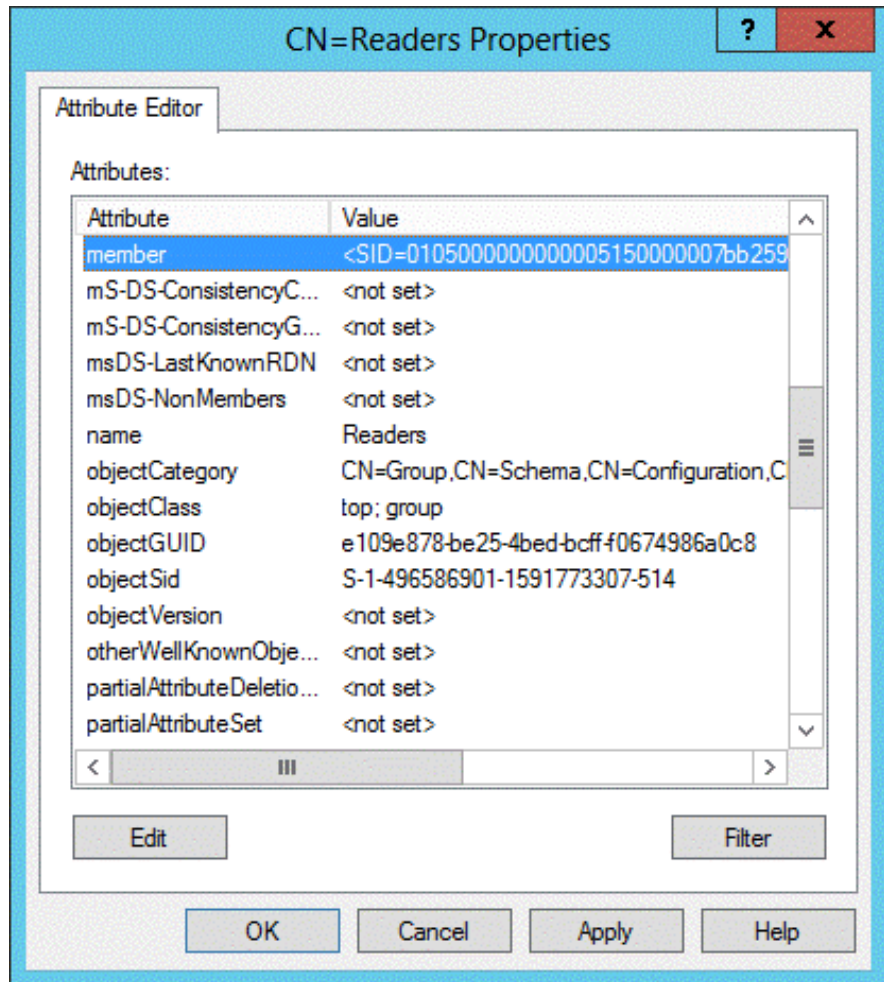 CN=Readers Properties
? x
Attribute Editor
Attributes:
Attribute Value
member <SID=0105000000000005150000007bb259
mS-DS-ConsistencyC... <not set>
mS-DS-ConsistencyG... <not set>
msDS-LastKnownRDN <not set>
msDS-NonMembers <not set>
name Readers
objectCategory CN=Group,CN=Schema,CN=Configuration,C
objectClass top; group
objectGUID e109e878-be25-4bed-bcff-f0674986a0c8
objectSid S-1-496586901-1591773307-514
objectVersion <not set>
otherWellKnownObje... <not set>
partialAttributeDeletio... <not set>
partialAttributeSet <not set>
Edit Filter
OK Cancel Apply Help